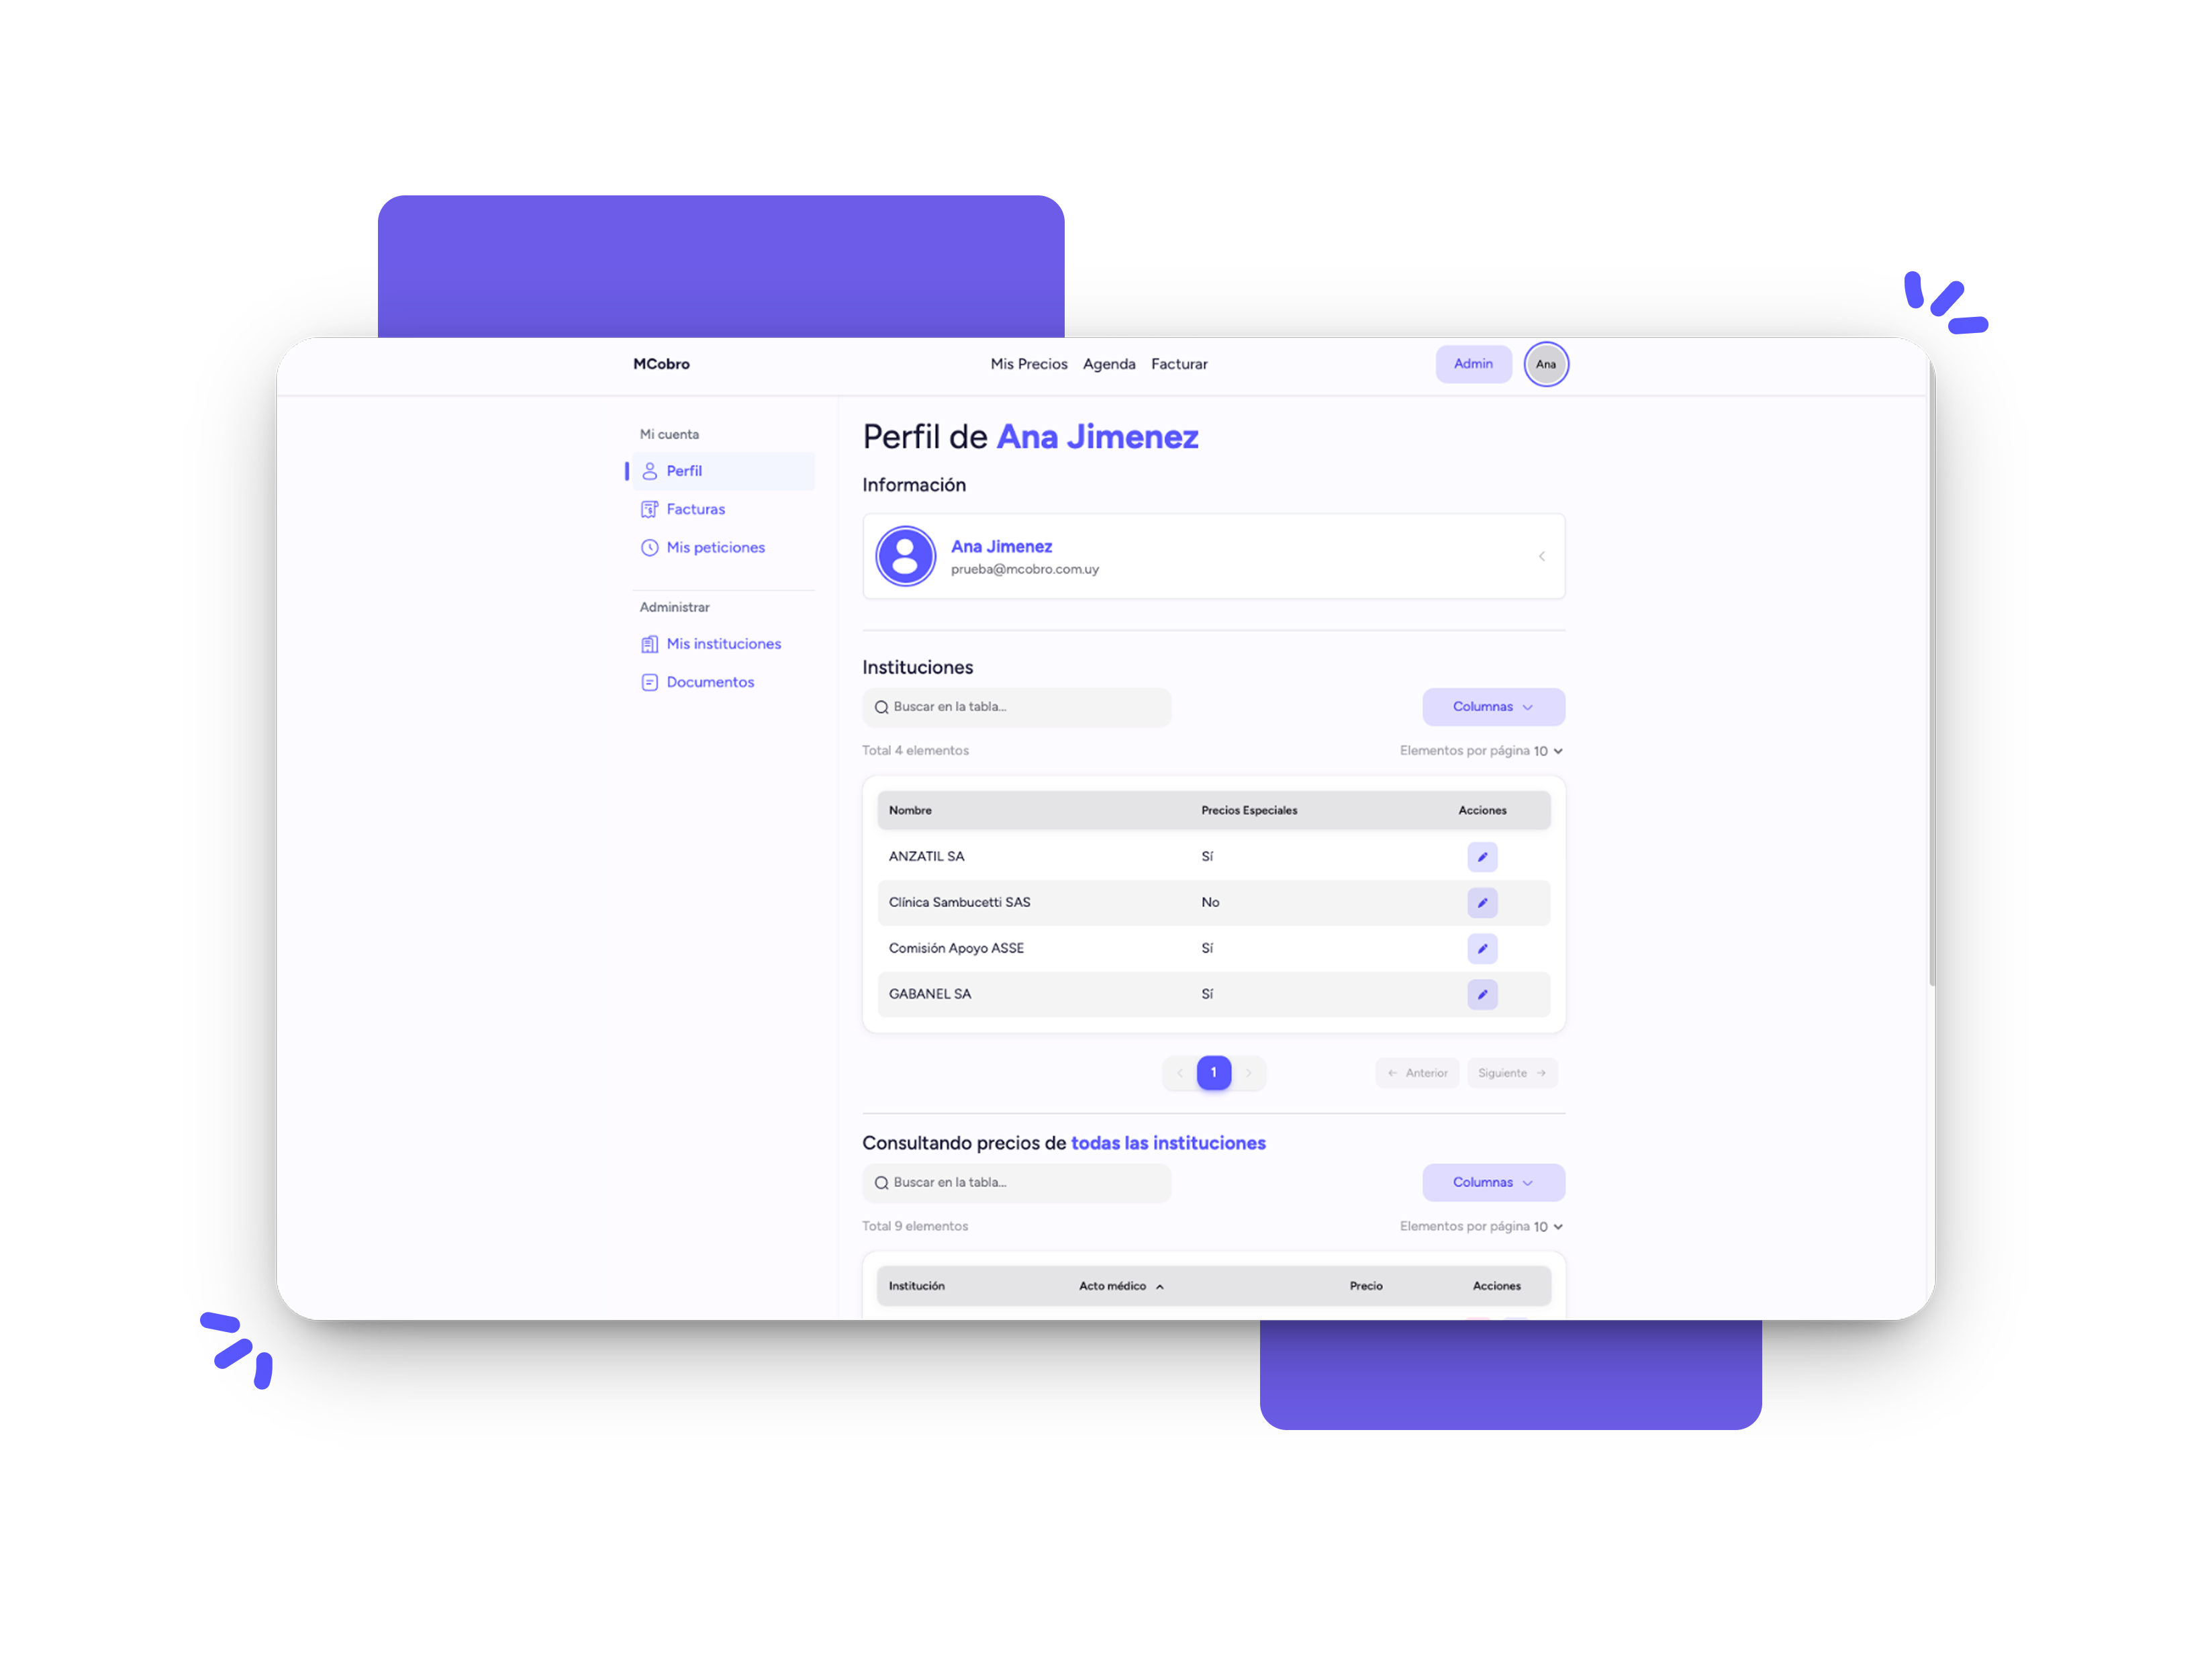 MCobro Mis Precios Agenda Facturar Admin Ana
Mi cuenta
Perfil
Facturas
Mis peticiones
Administrar
Mis instituciones
Documentos
Perfil de Ana Jimenez
Información
Ana Jimenez
prueba@mcobro.com.uy
Instituciones
Buscar en la tabla... Columnas
Total 4 elementos Elementos por página 10
Nombre Precios Especiales Acciones
ANZATIL SA Sí
Clínica Sambucetti SAS No
Comisión Apoyo ASSE Sí
GABANEL SA Sí
1 Anterior Siguiente
Consultando precios de todas las instituciones
Buscar en la tabla... Columnas
Total 9 elementos Elementos por página 10
Institución Acto médico Precio Acciones